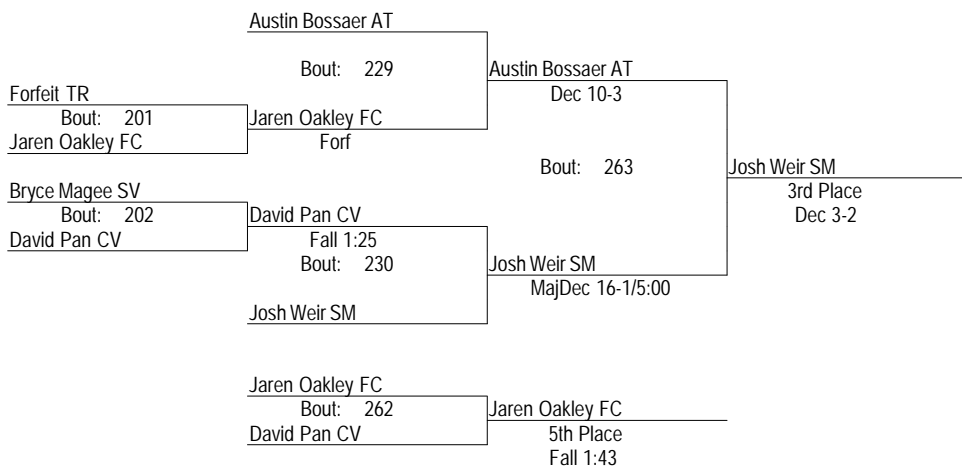 Austin Bossaer AT
Bout: 229
Austin Bossaer AT
Dec 10-3
Forfeit TR
Bout: 201
Jaren Oakley FC
Jaren Oakley FC
Forf
Bout: 263
Josh Weir SM
3rd Place
Dec 3-2
Bryce Magee SV
Bout: 202
David Pan CV
David Pan CV
Fall 1:25
Bout: 230
Josh Weir SM
MajDec 16-1/5:00
Josh Weir SM
Jaren Oakley FC
Bout: 262
David Pan CV
Jaren Oakley FC
5th Place
Fall 1:43